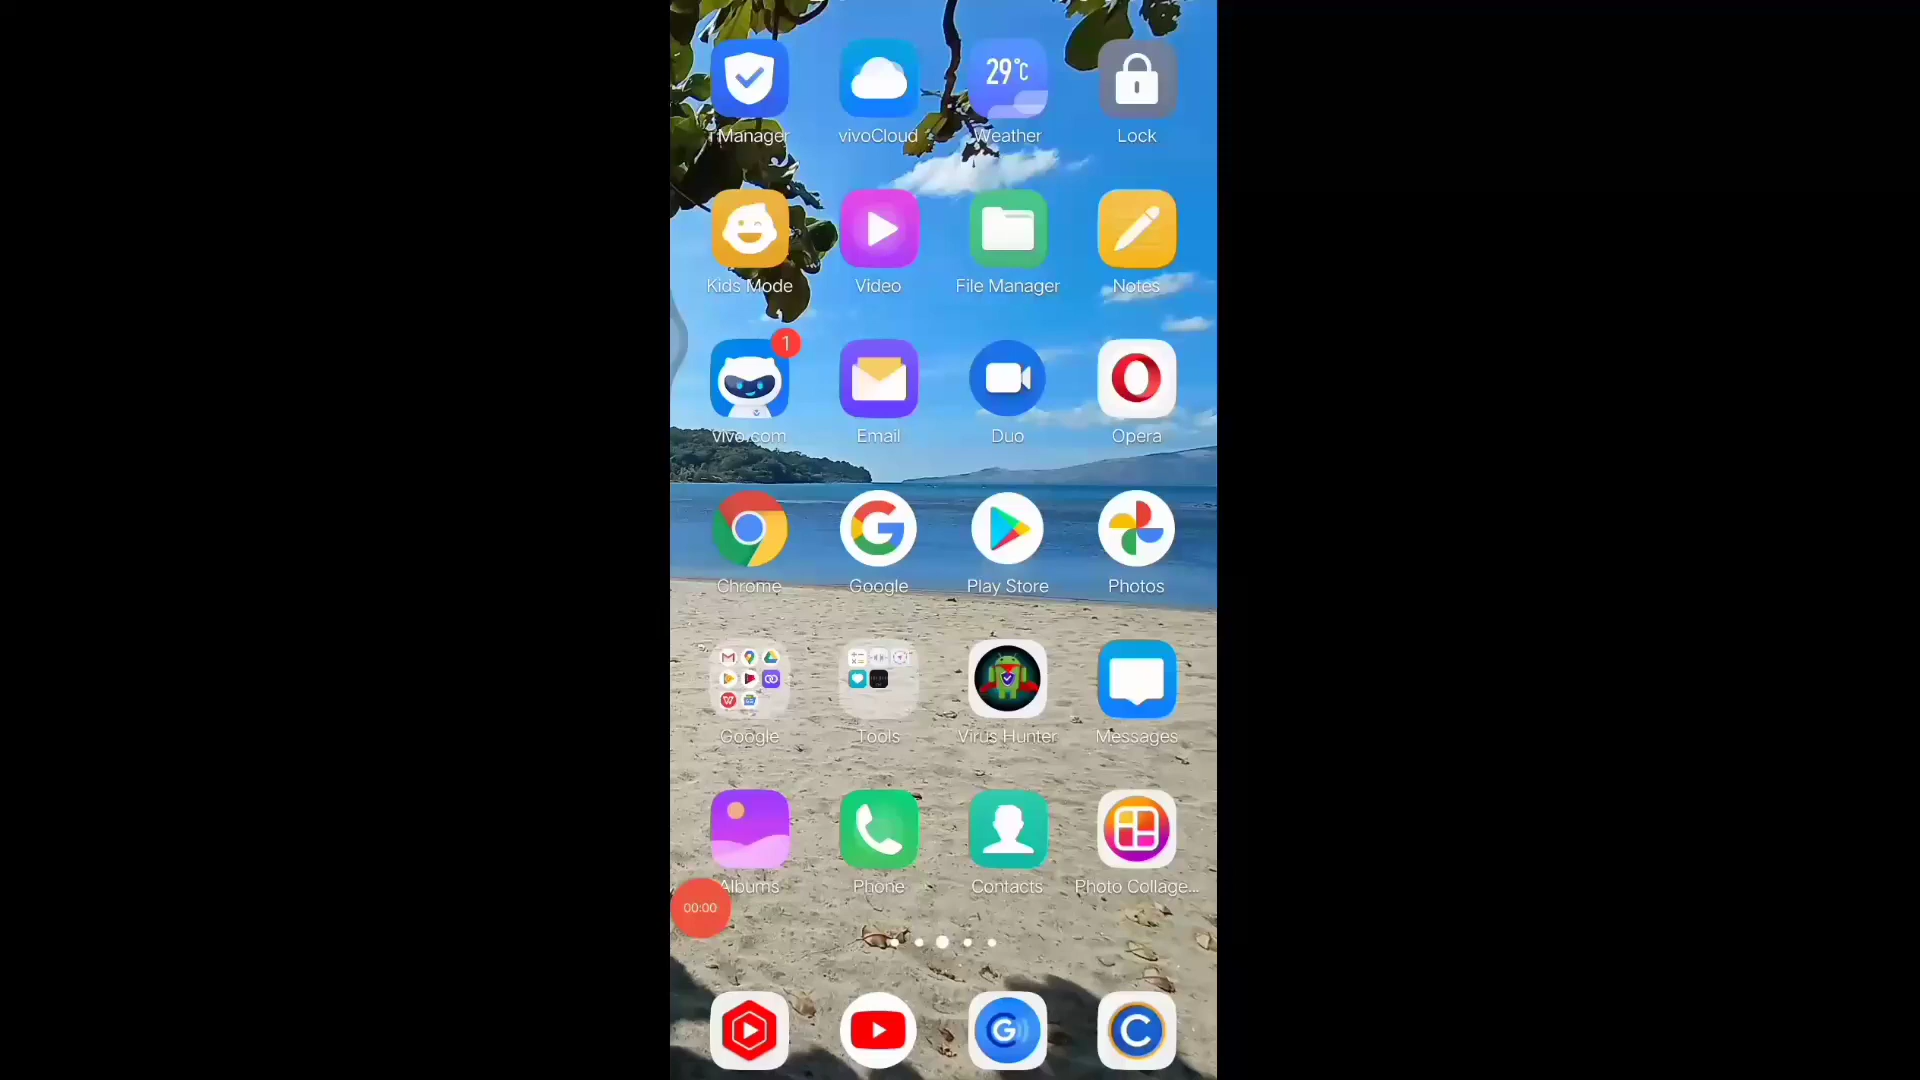 29°C
Manager
vivoCloud
Weather
Lock
Kids Mode
Video
File Manager
Notes
1
vivo.com
Email
Duo
Opera
Chrome
Google
Play Store
Photos
Google
Tools
Virus Hunter
Messages
Albums
Phone
Contacts
Photo Collage...
00:00